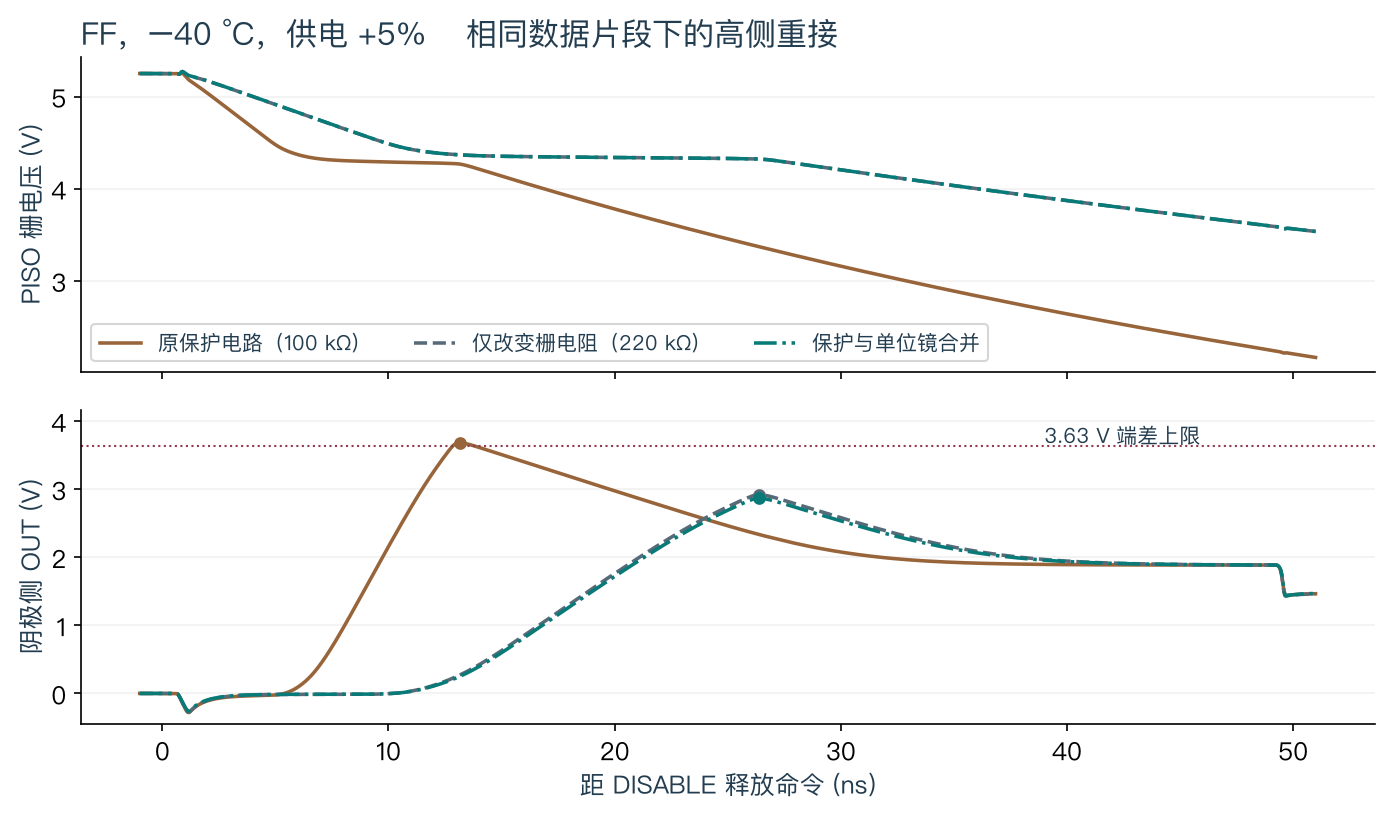 FF，−40 °C，供电 +5%　相同数据片段下的高侧重接
PISO 栅电压 (V)
5
4
3
原保护电路（100 kΩ）
仅改变栅电阻（220 kΩ）
保护与单位镜合并
阴极侧 OUT (V)
4
3
2
1
0
3.63 V 端差上限
0
10
20
30
40
50
距 DISABLE 释放命令 (ns)